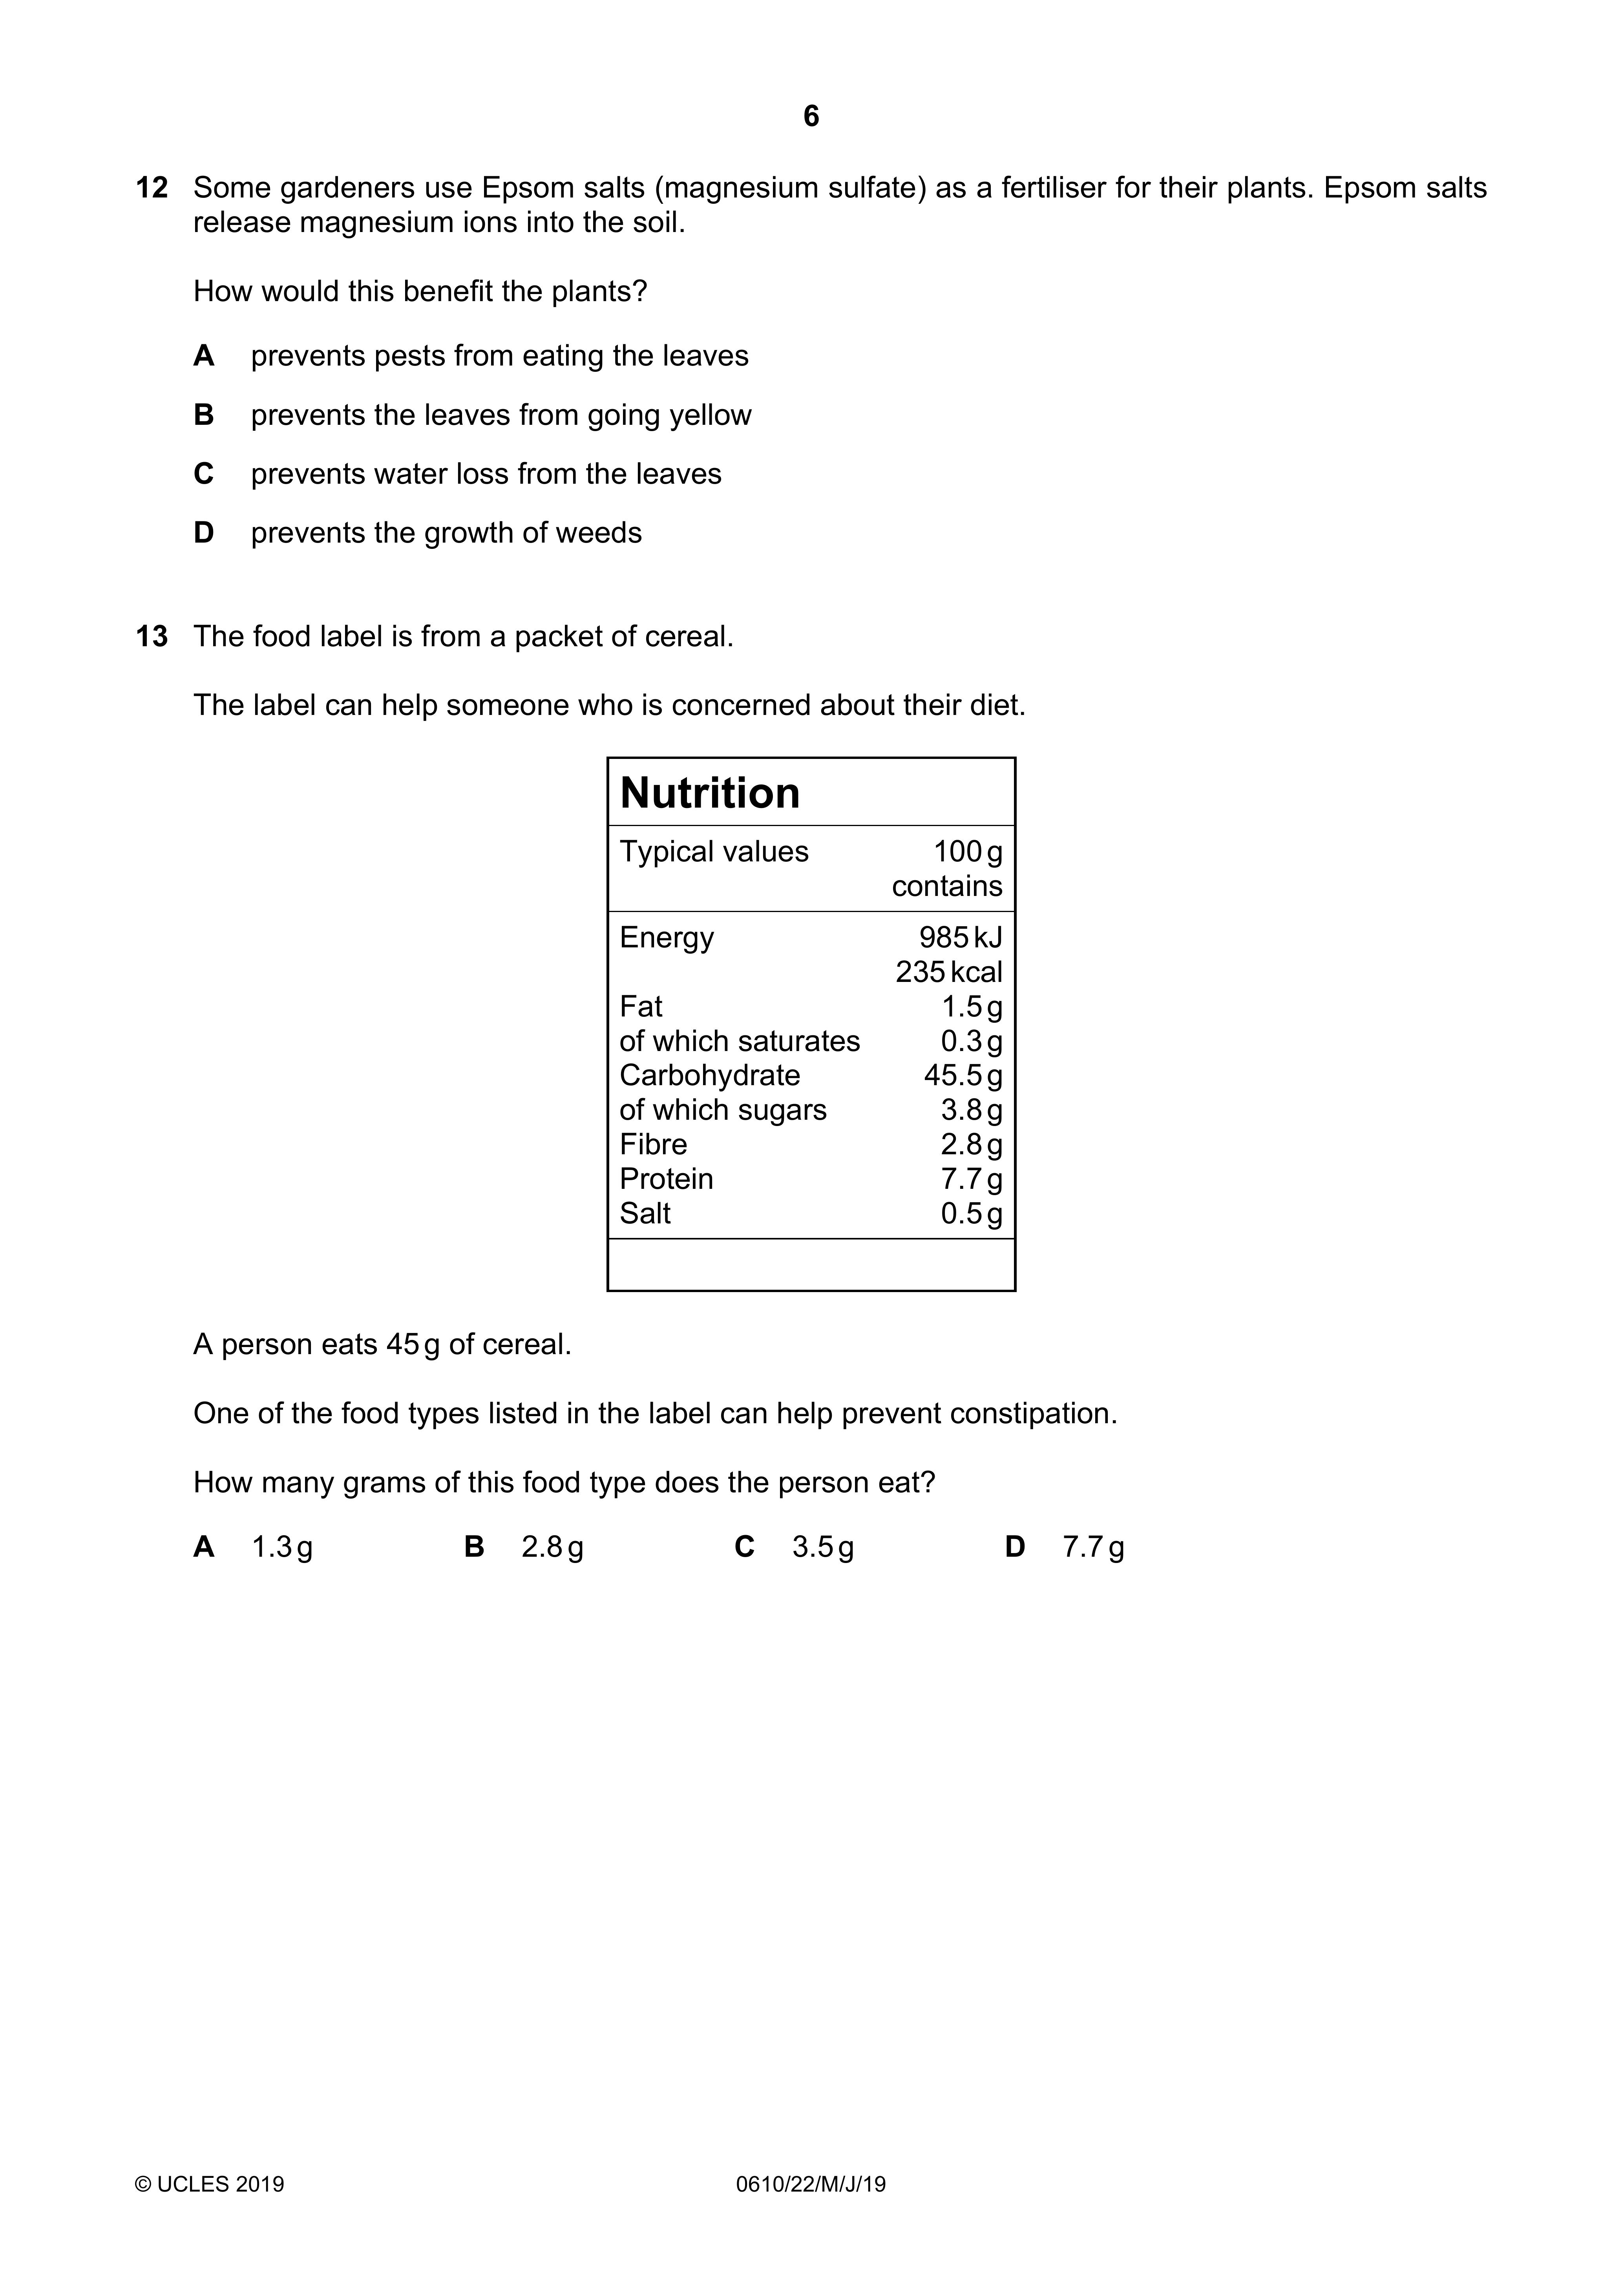 6
12 Some gardeners use Epsom salts (magnesium sulfate) as a fertiliser for their plants. Epsom salts
release magnesium ions into the soil.
How would this benefit the plants?
A prevents pests from eating the leaves
B prevents the leaves from going yellow
C prevents water loss from the leaves
D prevents the growth of weeds
13 The food label is from a packet of cereal.
The label can help someone who is concerned about their diet.
Nutrition
Typical values 100 g
contains
Energy 985 kJ
235 kcal
Fat 1.5 g
of which saturates 0.3 g
Carbohydrate 45.5 g
of which sugars 3.8 g
Fibre 2.8 g
Protein 7.7 g
Salt 0.5 g
A person eats 45 g of cereal.
One of the food types listed in the label can help prevent constipation.
How many grams of this food type does the person eat?
A 1.3 g B 2.8 g C 3.5 g D 7.7 g
© UCLES 2019 0610/22/M/J/19